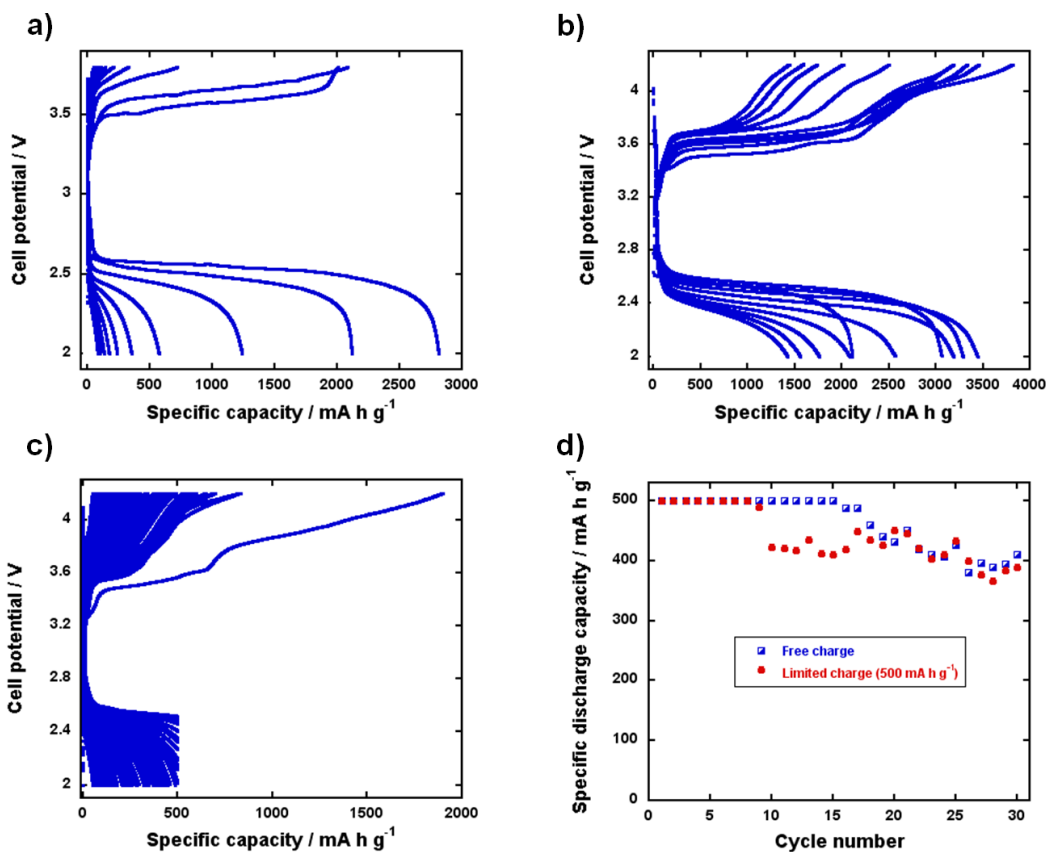 a)
Cell potential / V
3.5
3
2.5
2
0 500 1000 1500 2000 2500 3000
Specific capacity / mA h g⁻¹
b)
Cell potential / V
4
3.6
3.2
2.8
2.4
2
0 500 1000 1500 2000 2500 3000 3500 4000
Specific capacity / mA h g⁻¹
c)
Cell potential / V
4
3.6
3.2
2.8
2.4
2
0 500 1000 1500 2000
Specific capacity / mA h g⁻¹
d)
Specific discharge capacity / mA h g⁻¹
500
400
300
200
100
0
Free charge
Limited charge (500 mA h g⁻¹)
0 5 10 15 20 25 30
Cycle number